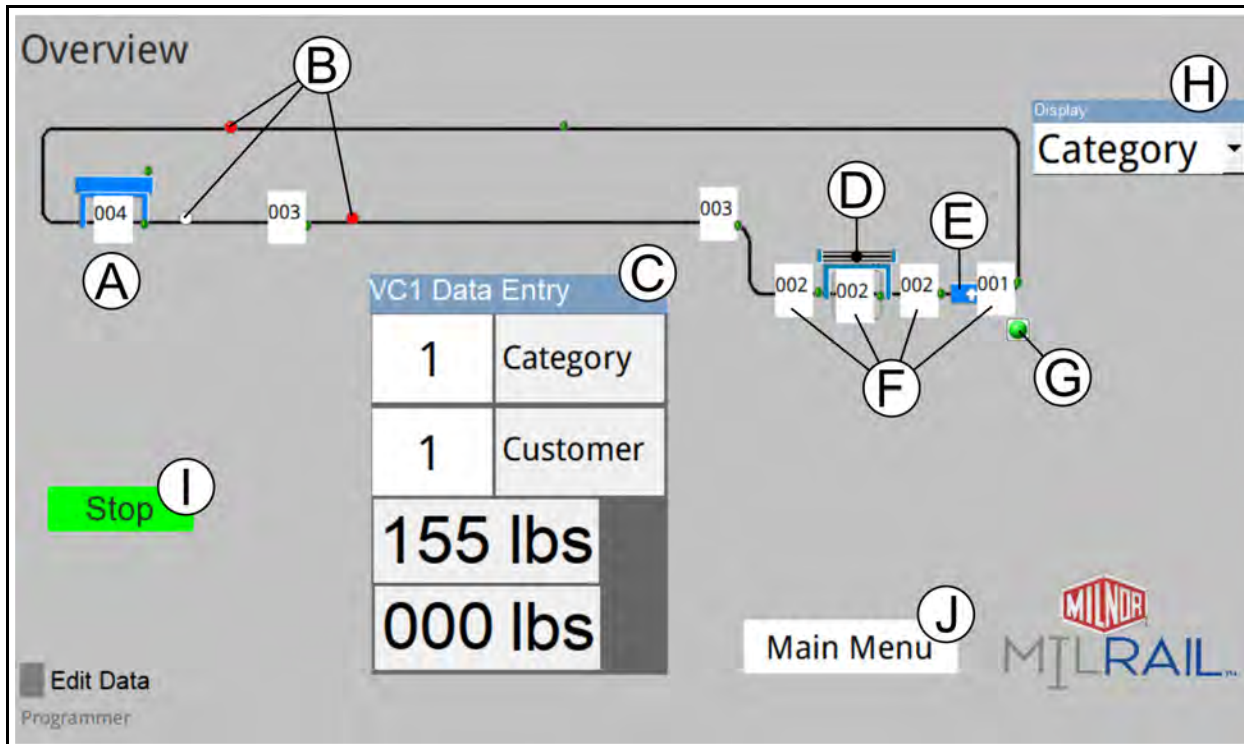 Overview
B
H
Display
Category
004
003
003
D
E
A
C
002
002
002
001
VC1 Data Entry
F
G
1 Category
1 Customer
I
Stop
155 lbs
000 lbs
J
Main Menu
MILNOR
MILRAIL
Edit Data
Programmer